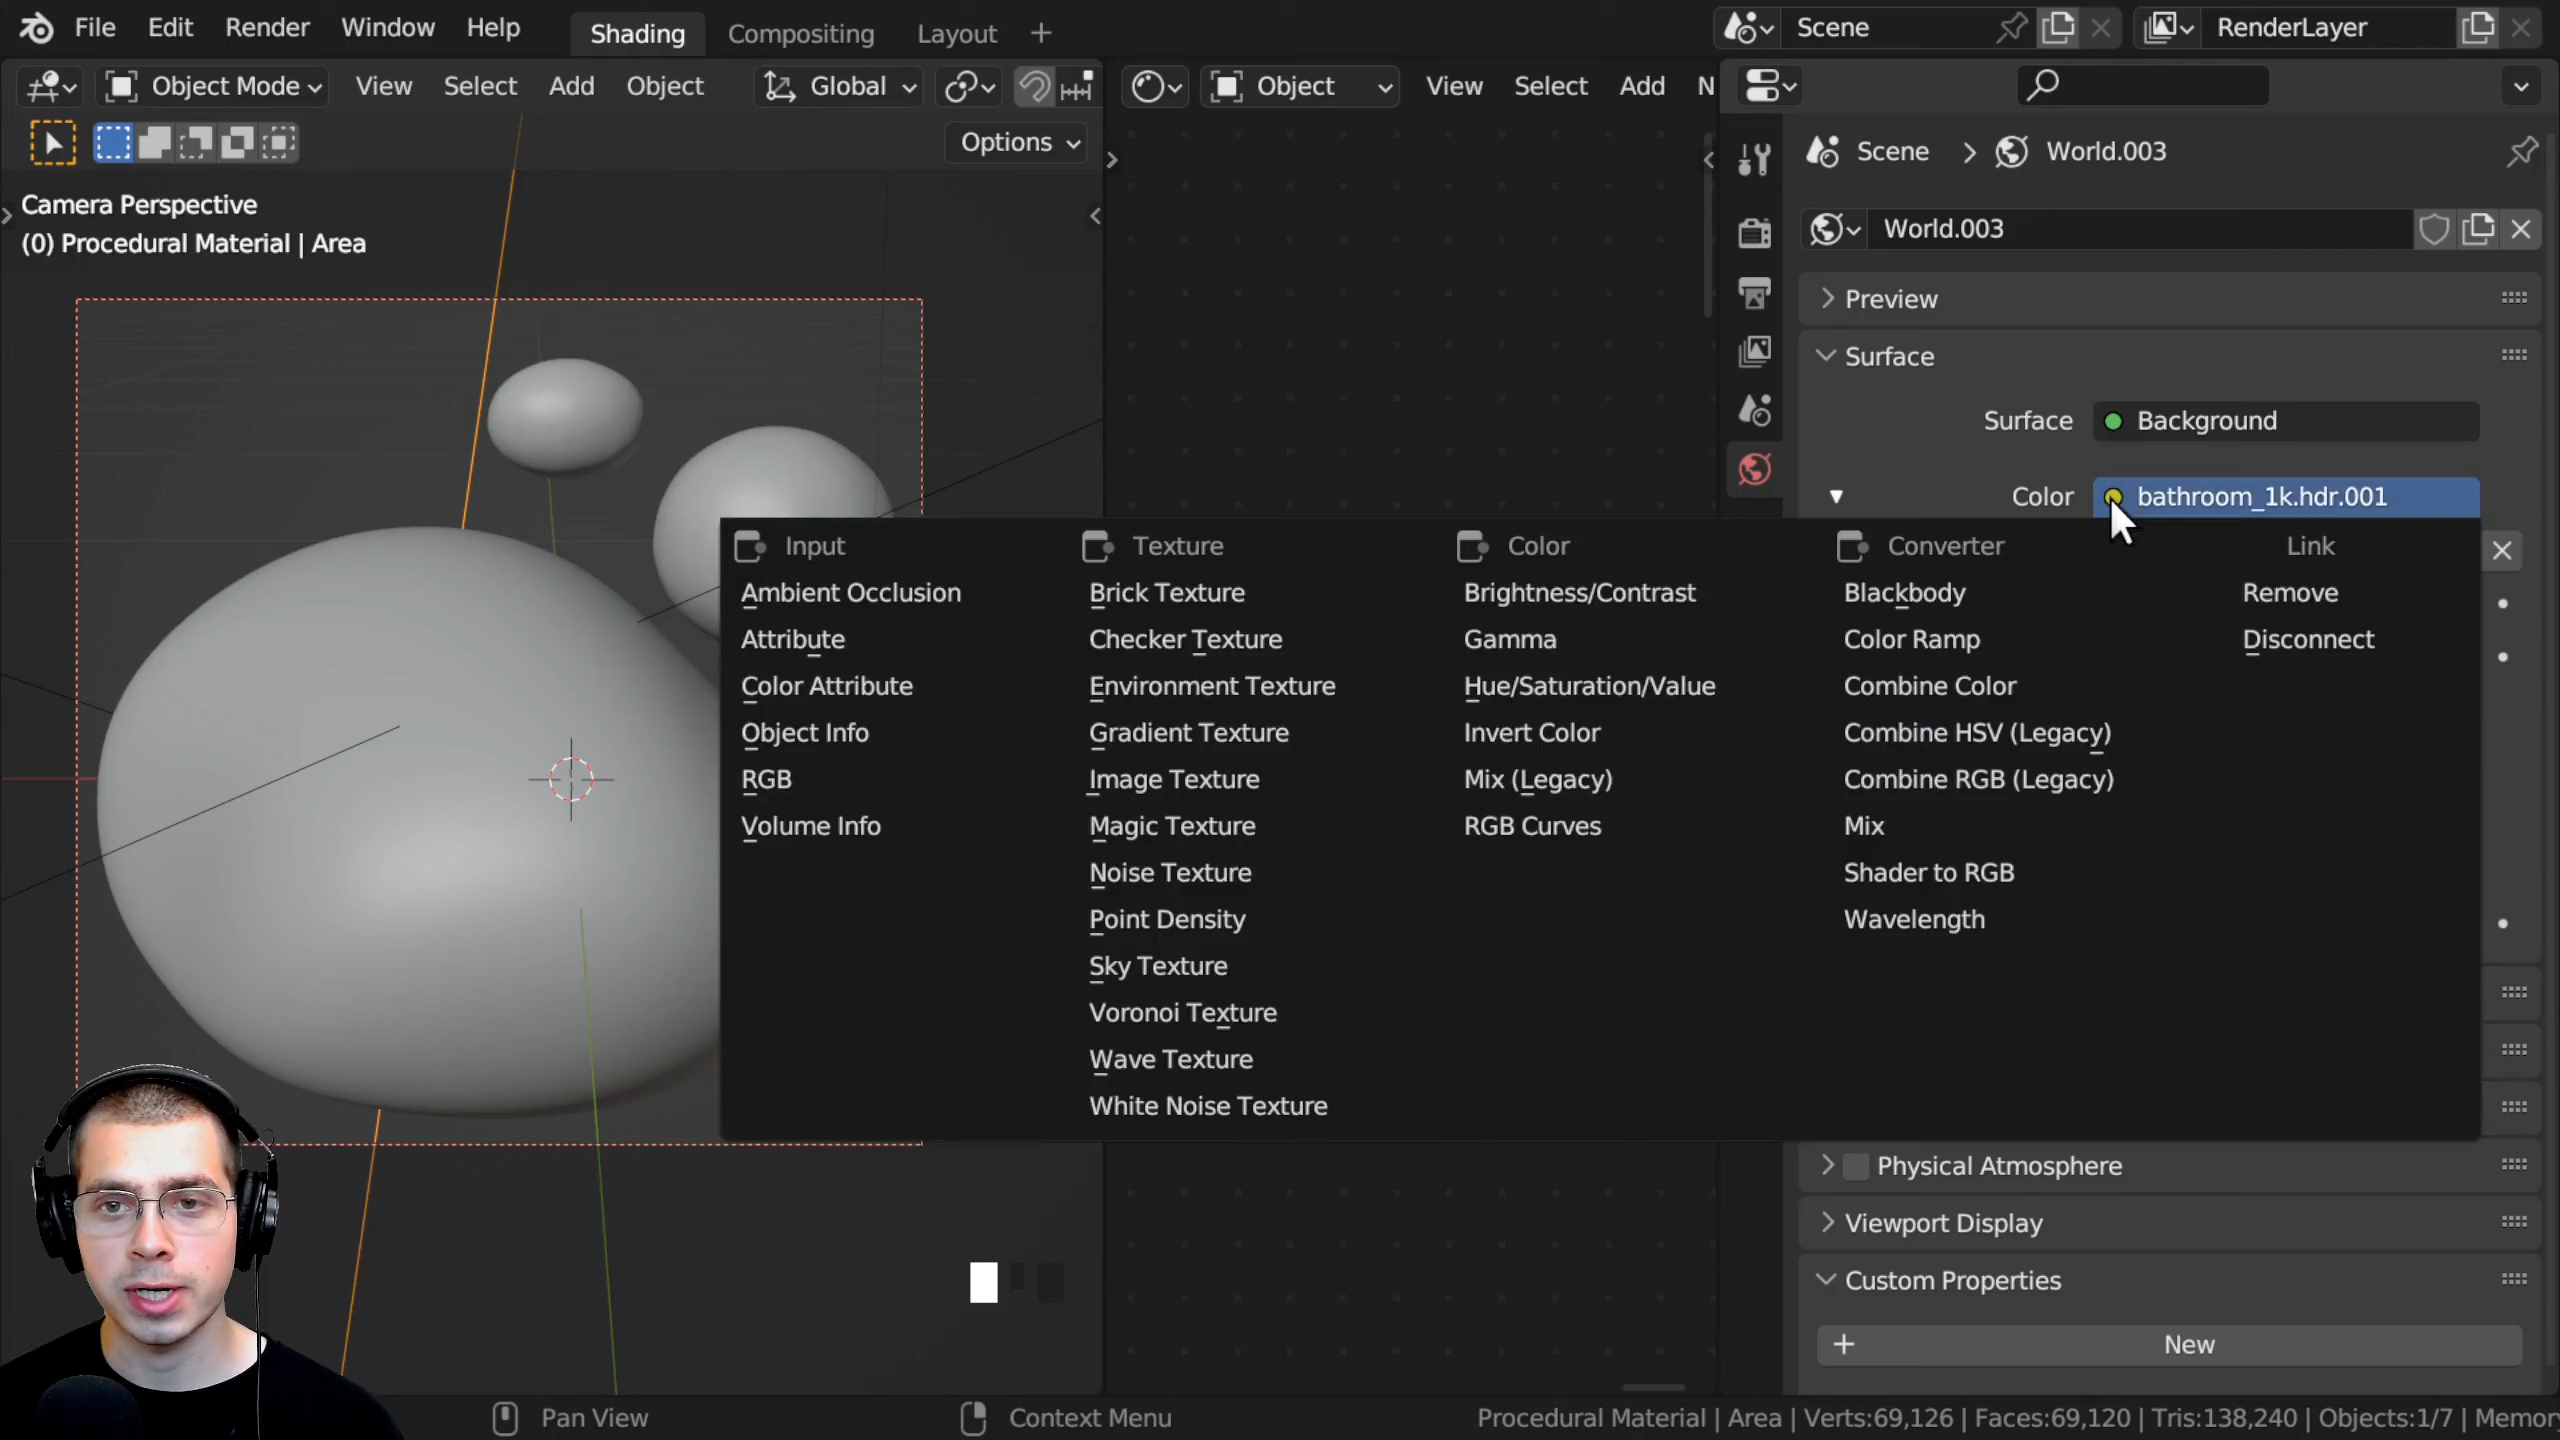 File Edit Render Window Help Shading Compositing Layout + Scene RenderLayer
Object Mode View Select Add Object Global Object View Select Add N
Options
Camera Perspective
(0) Procedural Material | Area
Scene > World.003
World.003
Preview
Surface
Surface Background
Color bathroom_1k.hdr.001
Input
Ambient Occlusion
Attribute
Color Attribute
Object Info
RGB
Volume Info
Texture
Brick Texture
Checker Texture
Environment Texture
Gradient Texture
Image Texture
Magic Texture
Noise Texture
Point Density
Sky Texture
Voronoi Texture
Wave Texture
White Noise Texture
Color
Brightness/Contrast
Gamma
Hue/Saturation/Value
Invert Color
Mix (Legacy)
RGB Curves
Converter
Blackbody
Color Ramp
Combine Color
Combine HSV (Legacy)
Combine RGB (Legacy)
Mix
Shader to RGB
Wavelength
Link
Remove
Disconnect
Physical Atmosphere
Viewport Display
Custom Properties
+ New
Pan View Context Menu Procedural Material | Area | Verts:69,126 | Faces:69,120 | Tris:138,240 | Objects:1/7 | Memory